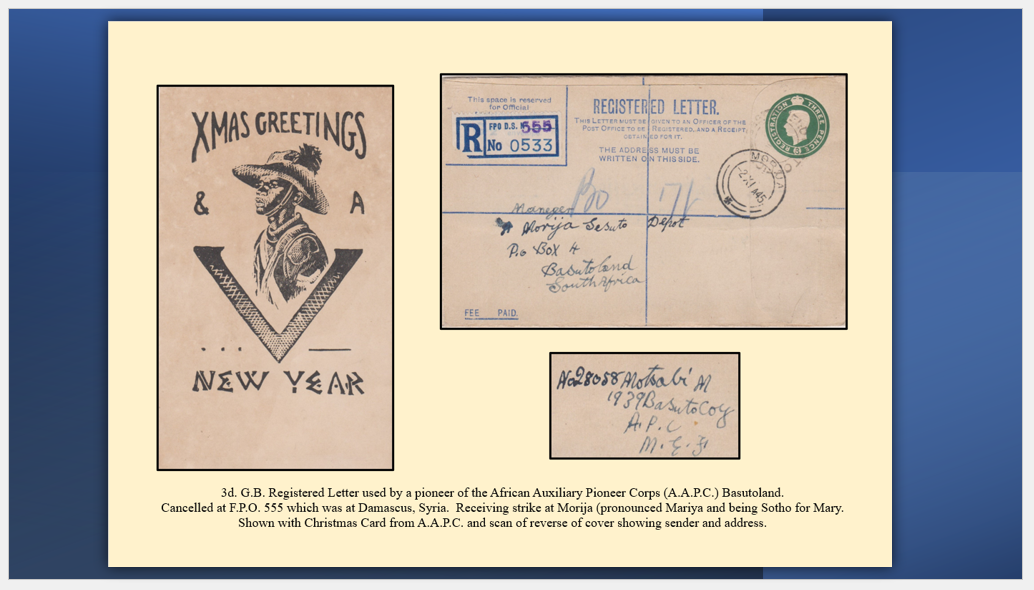 XMAS GREETINGS
& A
V
. . . —
NEW YEAR
This space is reserved
for Official
R FPO D.S. N 555
No 0533
REGISTERED LETTER.
THIS LETTER MUST BE GIVEN TO AN OFFICER OF THE
POST OFFICE TO BE REGISTERED, AND A RECEIPT
OBTAINED FOR IT.
THE ADDRESS MUST BE
WRITTEN ON THIS SIDE.
REGISTRATION THREE PENCE
MORIJA
Manager
Morija Sesuto Depot
P.o Box 4
Basutoland
South Africa
FEE PAID.
No 28058 Motsabi M
1939 Basuto Coy
A.P.C
M.E.F
3d. G.B. Registered Letter used by a pioneer of the African Auxiliary Pioneer Corps (A.A.P.C.) Basutoland.
Cancelled at F.P.O. 555 which was at Damascus, Syria. Receiving strike at Morija (pronounced Mariya and being Sotho for Mary.
Shown with Christmas Card from A.A.P.C. and scan of reverse of cover showing sender and address.